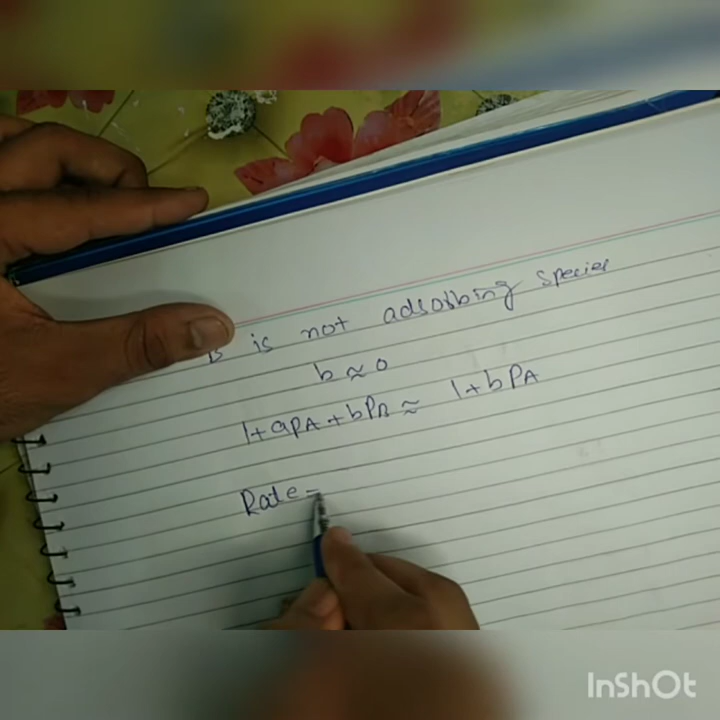 B is not adsorbing species
b ≈ 0
1 + aPA + bPB ≈ 1 + bPA
Rate =
InShOt